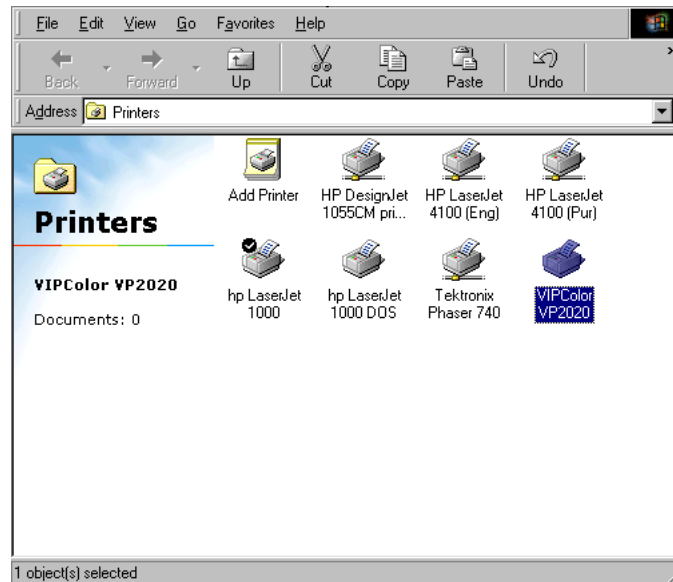 File Edit View Go Favorites Help
Back Forward Up Cut Copy Paste Undo
Address Printers
Printers
VIPColor VP2020
Documents: 0
Add Printer
HP DesignJet
1055CM pri...
HP LaserJet
4100 (Eng)
HP LaserJet
4100 (Pur)
hp LaserJet
1000
hp LaserJet
1000 DOS
Tektronix
Phaser 740
VIPColor
VP2020
1 object(s) selected